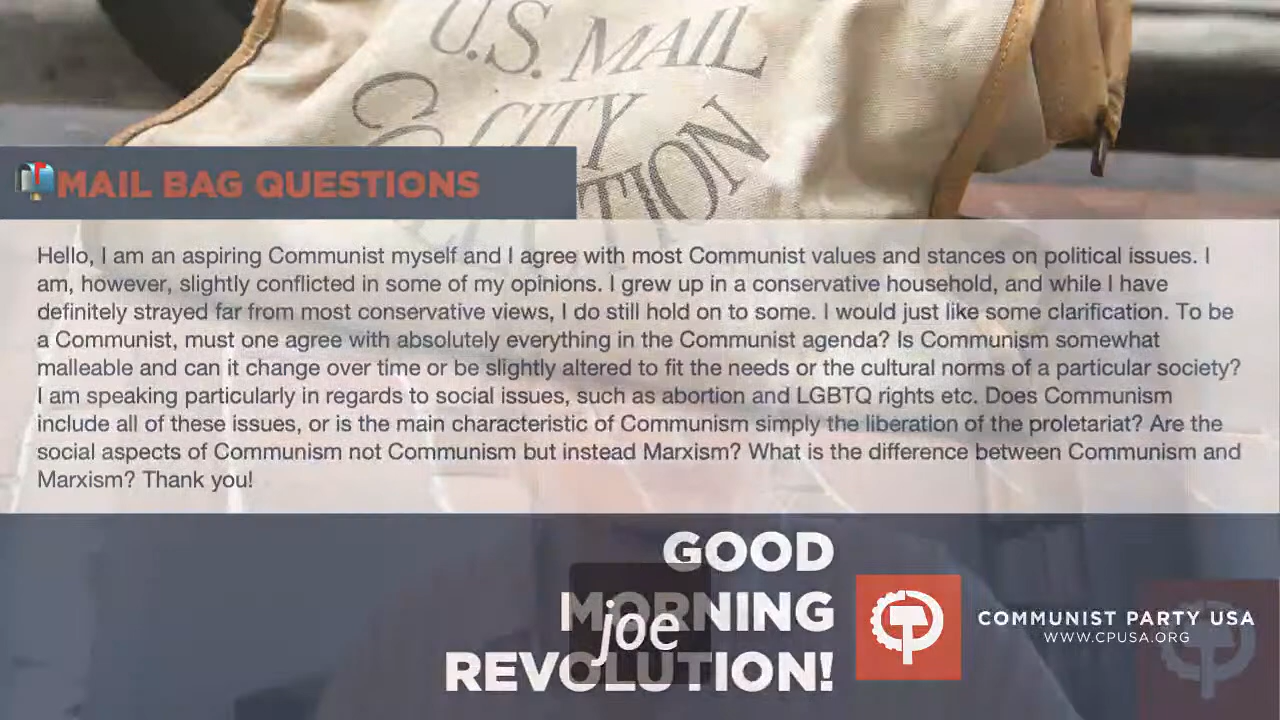 U.S. MAIL
CITY
MAIL BAG QUESTIONS
Hello, I am an aspiring Communist myself and I agree with most Communist values and stances on political issues. I
am, however, slightly conflicted in some of my opinions. I grew up in a conservative household, and while I have
definitely strayed far from most conservative views, I do still hold on to some. I would just like some clarification. To be
a Communist, must one agree with absolutely everything in the Communist agenda? Is Communism somewhat
malleable and can it change over time or be slightly altered to fit the needs or the cultural norms of a particular society?
I am speaking particularly in regards to social issues, such as abortion and LGBTQ rights etc. Does Communism
include all of these issues, or is the main characteristic of Communism simply the liberation of the proletariat? Are the
social aspects of Communism not Communism but instead Marxism? What is the difference between Communism and
Marxism? Thank you!
GOOD
MORNING
joe
REVOLUTION!
COMMUNIST PARTY USA
WWW.CPUSA.ORG